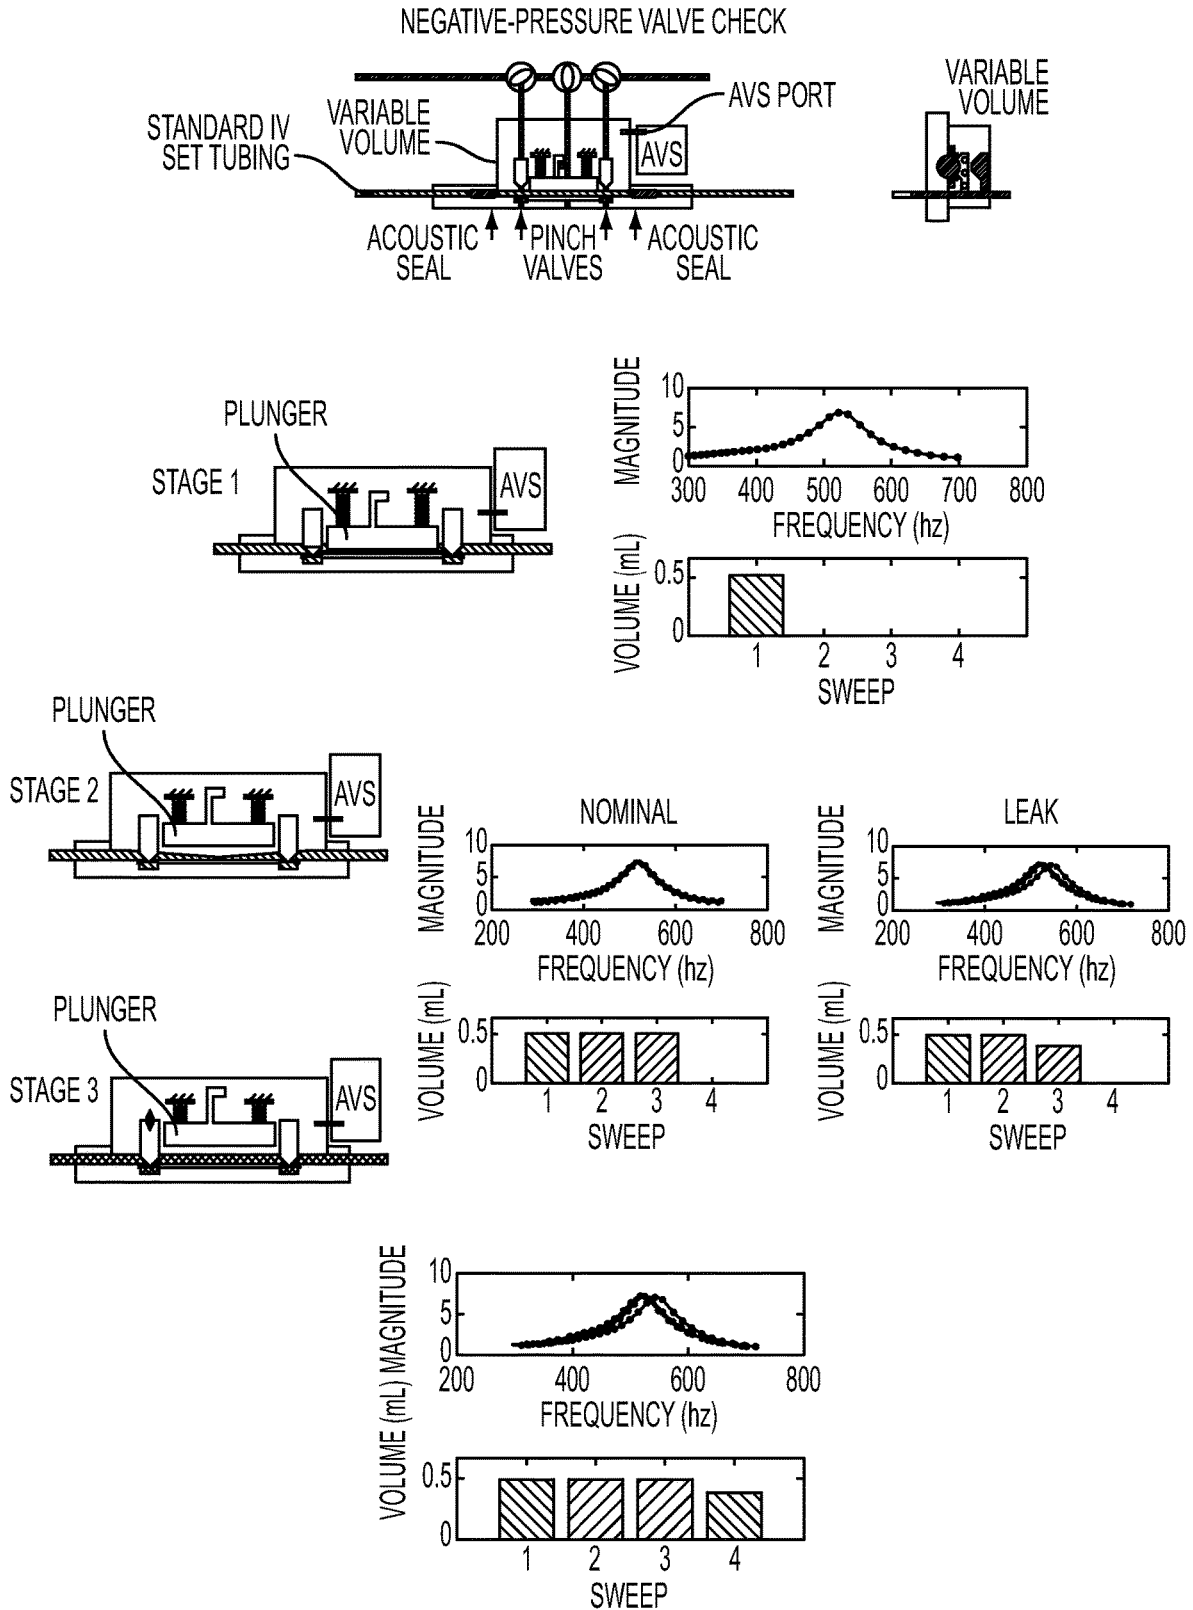 NEGATIVE-PRESSURE VALVE CHECK
STANDARD IV
SET TUBING
VARIABLE
VOLUME
AVS PORT
AVS
VARIABLE
VOLUME
ACOUSTIC
SEAL
PINCH
VALVES
ACOUSTIC
SEAL
STAGE 1
PLUNGER
AVS
MAGNITUDE
10
5
0
300 400 500 600 700 800
FREQUENCY (hz)
VOLUME (mL)
0.5
0
1 2 3 4
SWEEP
STAGE 2
PLUNGER
AVS
NOMINAL
MAGNITUDE
10
5
0
200 400 600 800
FREQUENCY (hz)
LEAK
MAGNITUDE
10
5
0
200 400 600 800
FREQUENCY (hz)
STAGE 3
PLUNGER
AVS
VOLUME (mL)
0.5
0
1 2 3 4
SWEEP
VOLUME (mL)
0.5
0
1 2 3 4
SWEEP
VOLUME (mL) MAGNITUDE
10
5
0
200 400 600 800
FREQUENCY (hz)
0.5
0
1 2 3 4
SWEEP